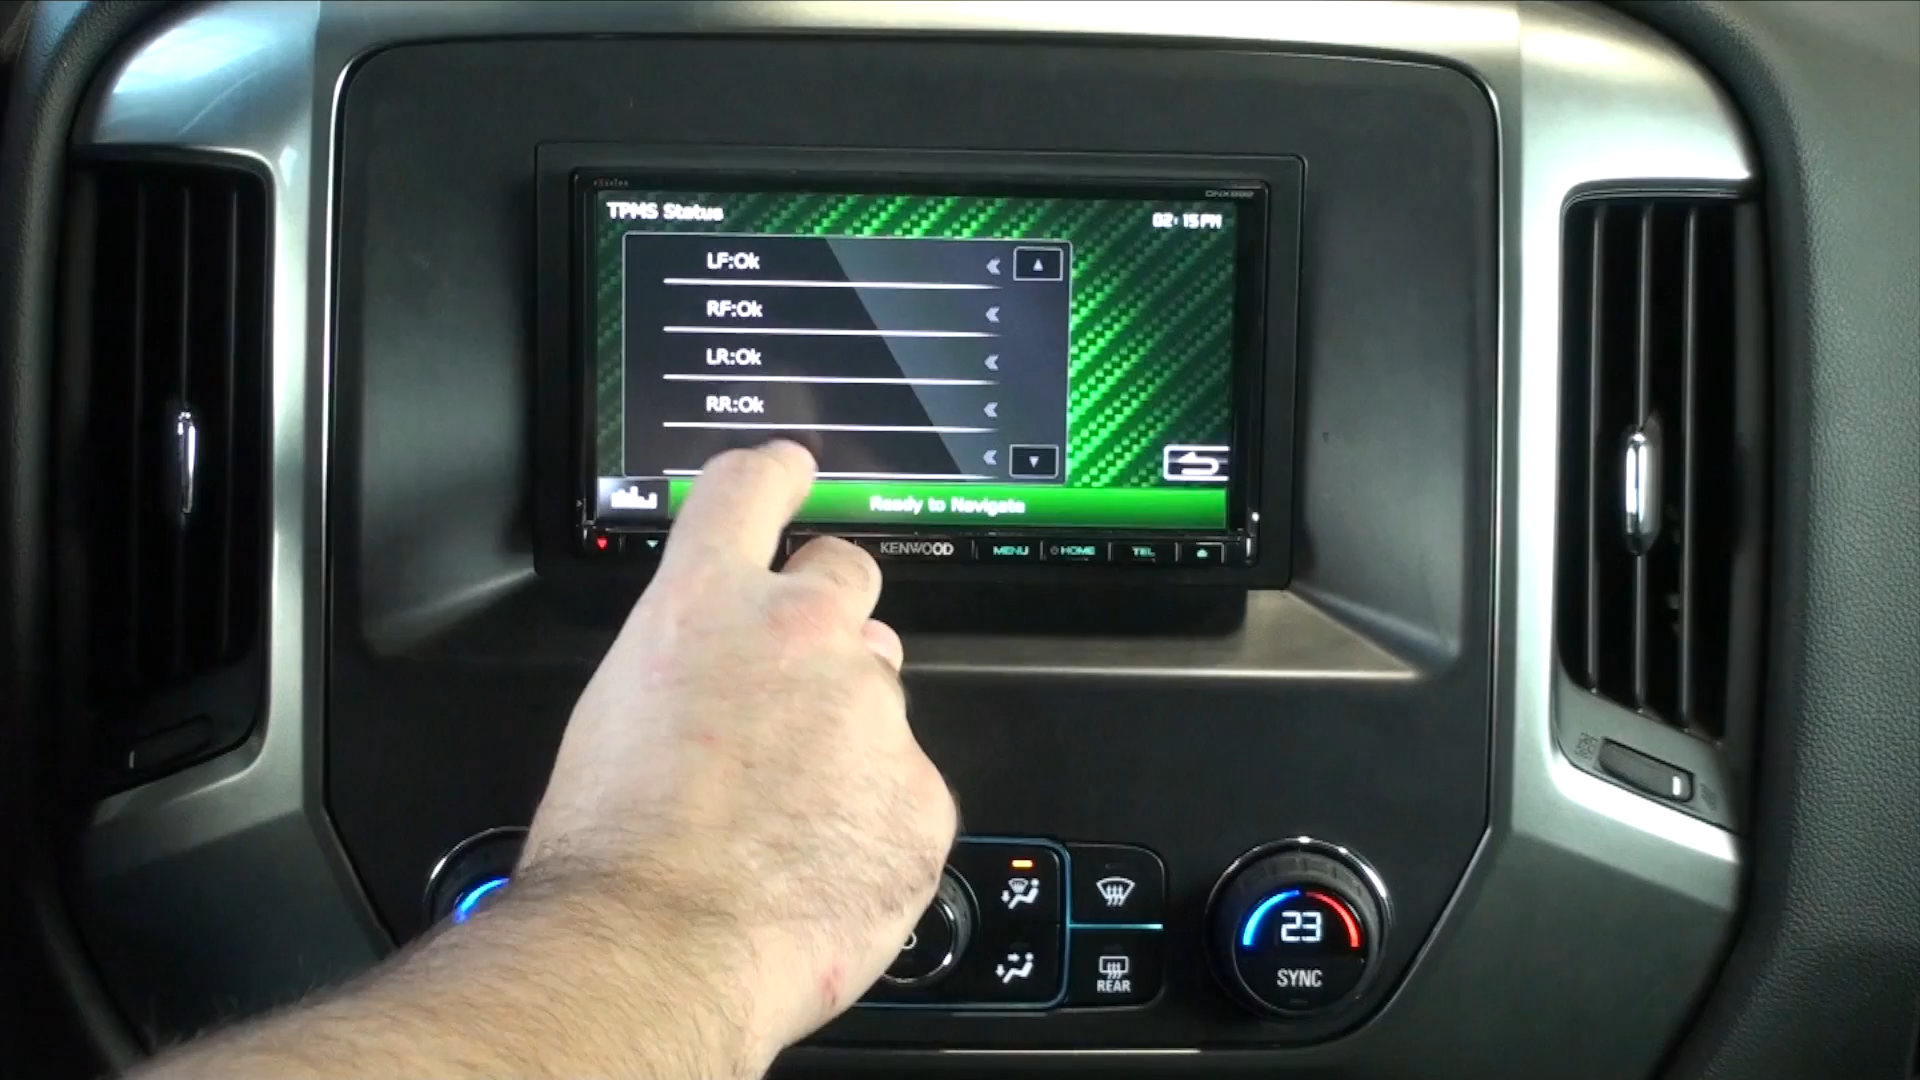 TPMS Status
02:15 PM
LF:Ok
RF:Ok
LR:Ok
RR:Ok
Ready to Navigate
KENWOOD
MENU
HOME
TEL
23
SYNC
REAR